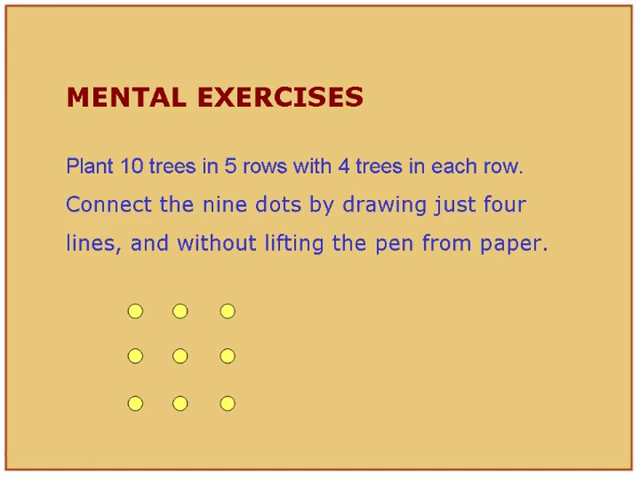 MENTAL EXERCISES
Plant 10 trees in 5 rows with 4 trees in each row.
Connect the nine dots by drawing just four
lines, and without lifting the pen from paper.